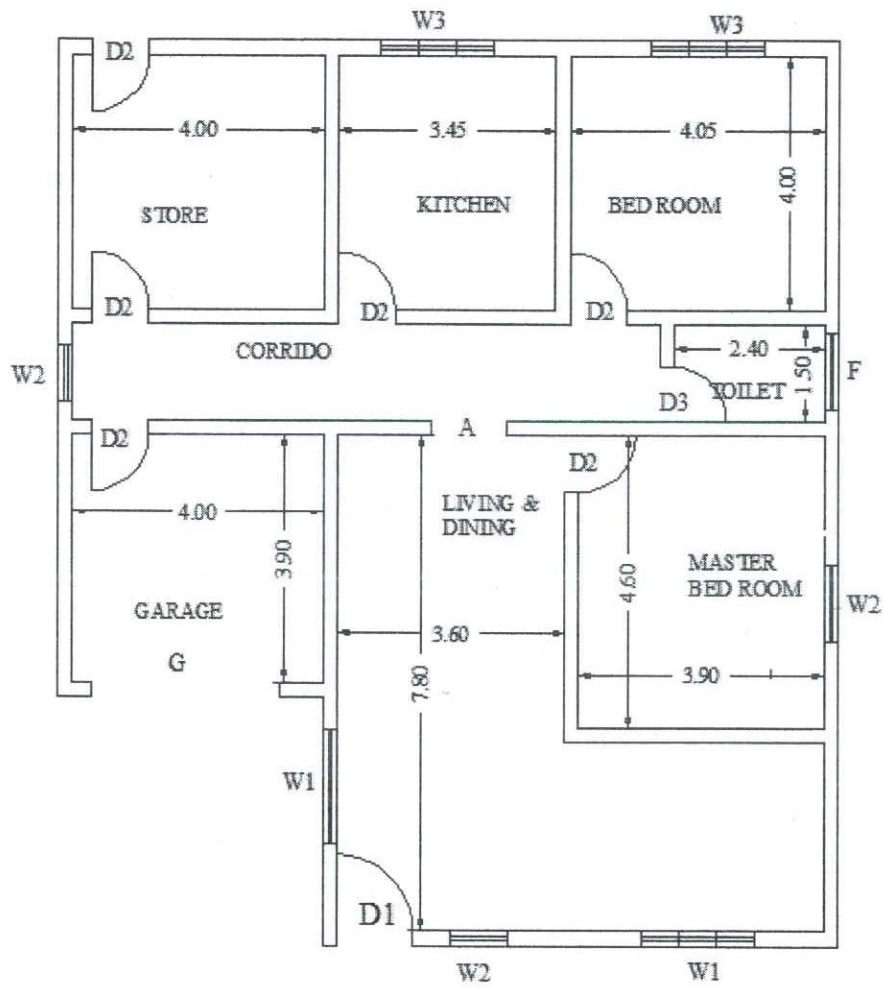 W3
W3
D2
4.00
3.45
4.05
4.00
STORE
KITCHEN
BED ROOM
D2
D2
D2
CORRIDO
2.40
1.50
W2
TOILET
F
D3
D2
A
D2
4.00
3.90
LIVING &
DINING
4.60
MASTER
BED ROOM
W2
GARAGE
G
3.60
7.80
3.90
W1
D1
W2
W1